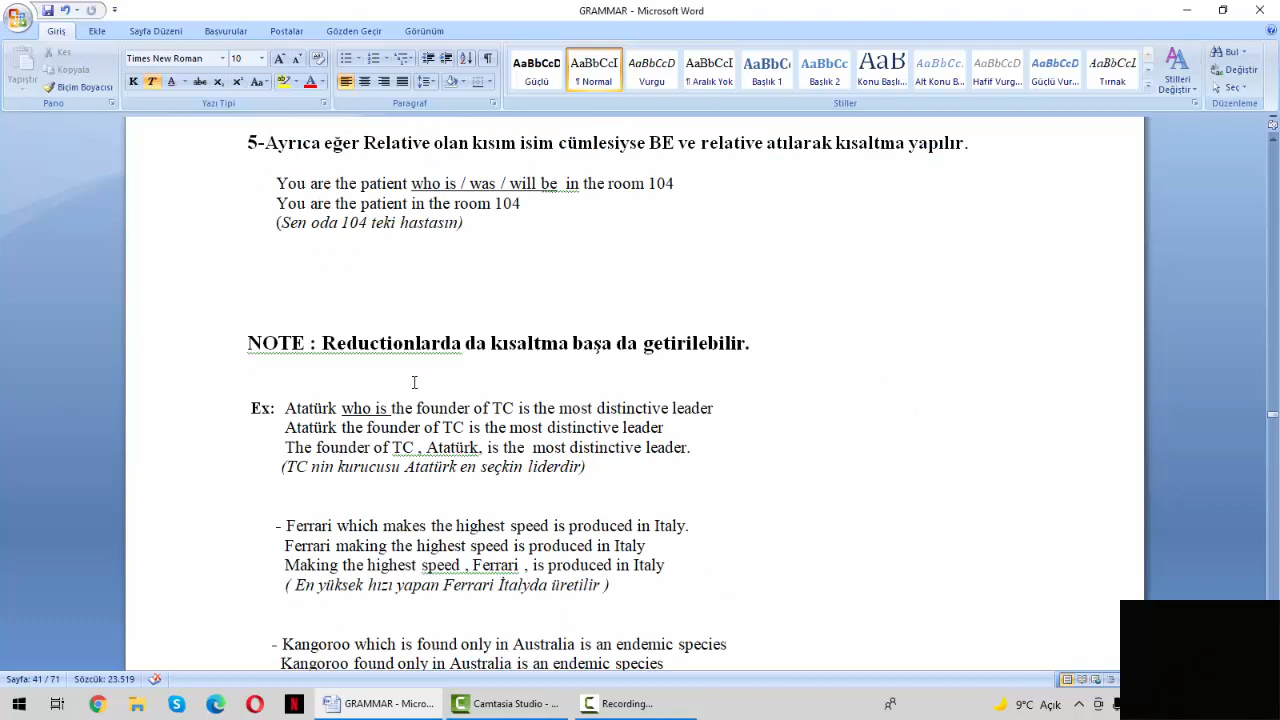 GRAMMAR - Microsoft Word
Giriş Ekle Sayfa Düzeni Başvurular Postalar Gözden Geçir Görünüm
Yapıştır
Kes
Kopyala
Biçim Boyacısı
Pano
Times New Roman 10
K T A abc x₂ x² Aa
Yazı Tipi
Paragraf
AaBbCcD AaBbCcI AaBbCcD AaBbCcI AaBbC AaBbCc AaBb AaBbCc. AaBbCcD AaBbCcD AaBbCcD
Güçlü ¶ Normal Vurgu ¶ Aralık Yok Başlık 1 Başlık 2 Konu Başlı... Alt Konu B... Hafif Vurg... Güçlü Vur... Tırnak
Stilleri
Değiştir
Stiller
Bul
Değiştir
Seç
Düzenleme
5-Ayrıca eğer Relative olan kısım isim cümlesiyse BE ve relative atılarak kısaltma yapılır.
You are the patient who is / was / will be in the room 104
You are the patient in the room 104
(Sen oda 104 teki hastasın)
NOTE : Reductionlarda da kısaltma başa da getirilebilir.
Ex: Atatürk who is the founder of TC is the most distinctive leader
Atatürk the founder of TC is the most distinctive leader
The founder of TC , Atatürk, is the most distinctive leader.
(TC nin kurucusu Atatürk en seçkin liderdir)
- Ferrari which makes the highest speed is produced in Italy.
Ferrari making the highest speed is produced in Italy
Making the highest speed , Ferrari , is produced in Italy
( En yüksek hızı yapan Ferrari İtalyda üretilir )
- Kangoroo which is found only in Australia is an endemic species
Kangoroo found only in Australia is an endemic species
Sayfa: 41 / 71 Sözcük: 23.519
GRAMMAR - Micro... Camtasia Studio - ... Recording... 9°C Açık